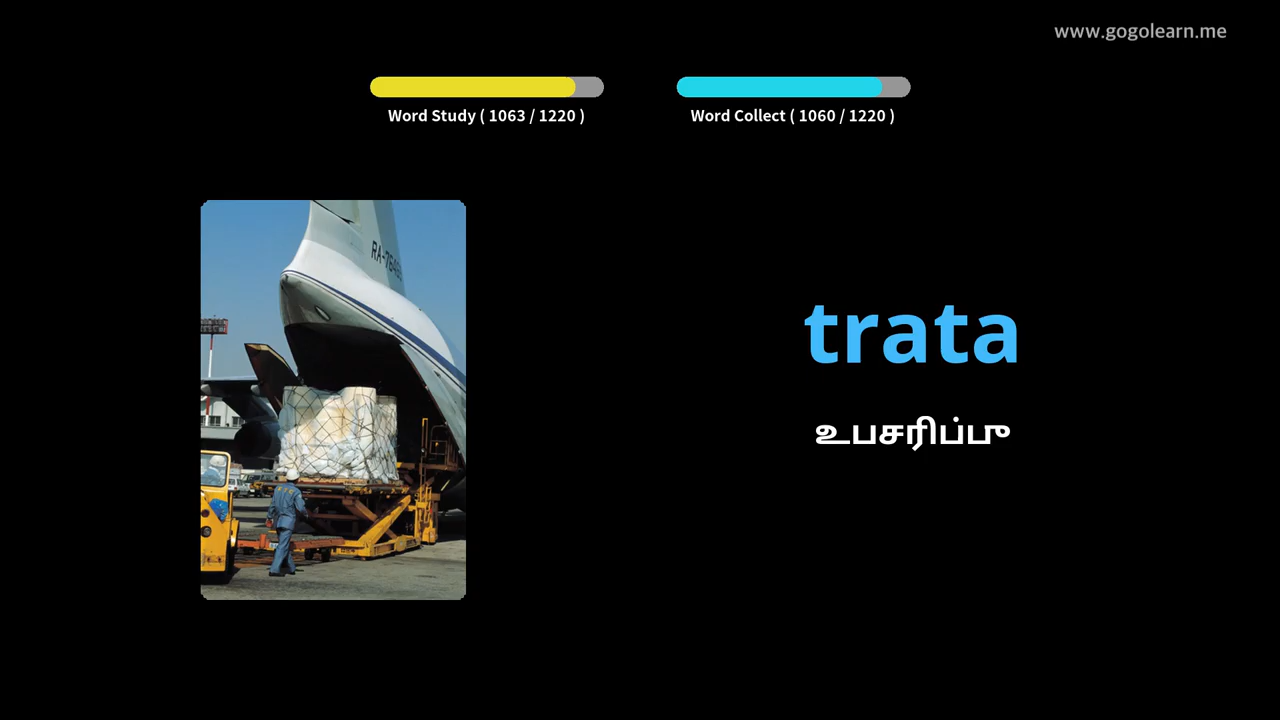 www.gogolearn.me
Word Study ( 1063 / 1220 )
Word Collect ( 1060 / 1220 )
trata
உபசரிப்பு